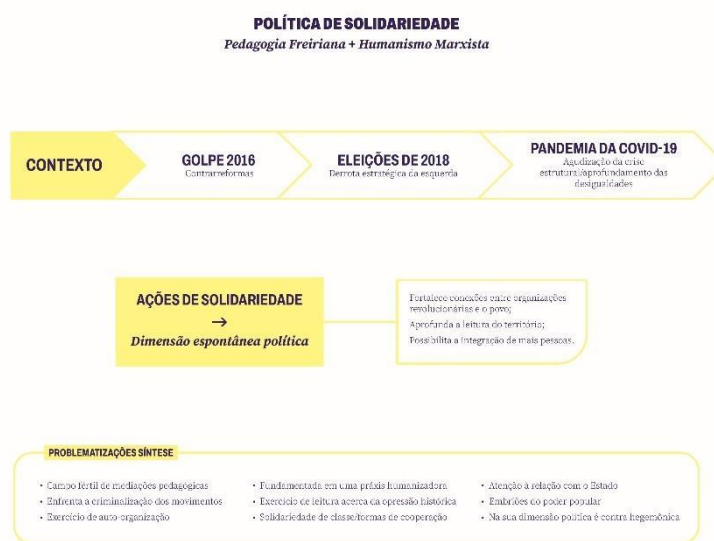 POLÍTICA DE SOLIDARIEDADE
Pedagogia Freiriana + Humanismo Marxista
CONTEXTO
GOLPE 2016
Contrarreformas
ELEIÇÕES DE 2018
Derrota estratégica da esquerda
PANDEMIA DA COVID-19
Agudização da crise
estrutural/aprofundamento das
desigualdades
AÇÕES DE SOLIDARIEDADE
→
Dimensão espontânea política
Fortalece conexões entre organizações
revolucionárias e o povo;
Aprofunda a leitura do território;
Possibilita a integração de mais pessoas.
PROBLEMATIZAÇÕES SÍNTESE
• Campo fértil de mediações pedagógicas
• Enfrenta a criminalização dos movimentos
• Exercício de auto-organização
• Fundamentada em uma práxis humanizadora
• Exercício de leitura acerca da opressão histórica
• Solidariedade de classe/formas de cooperação
• Atenção à relação com o Estado
• Embriões do poder popular
• Na sua dimensão política é contra hegemônica